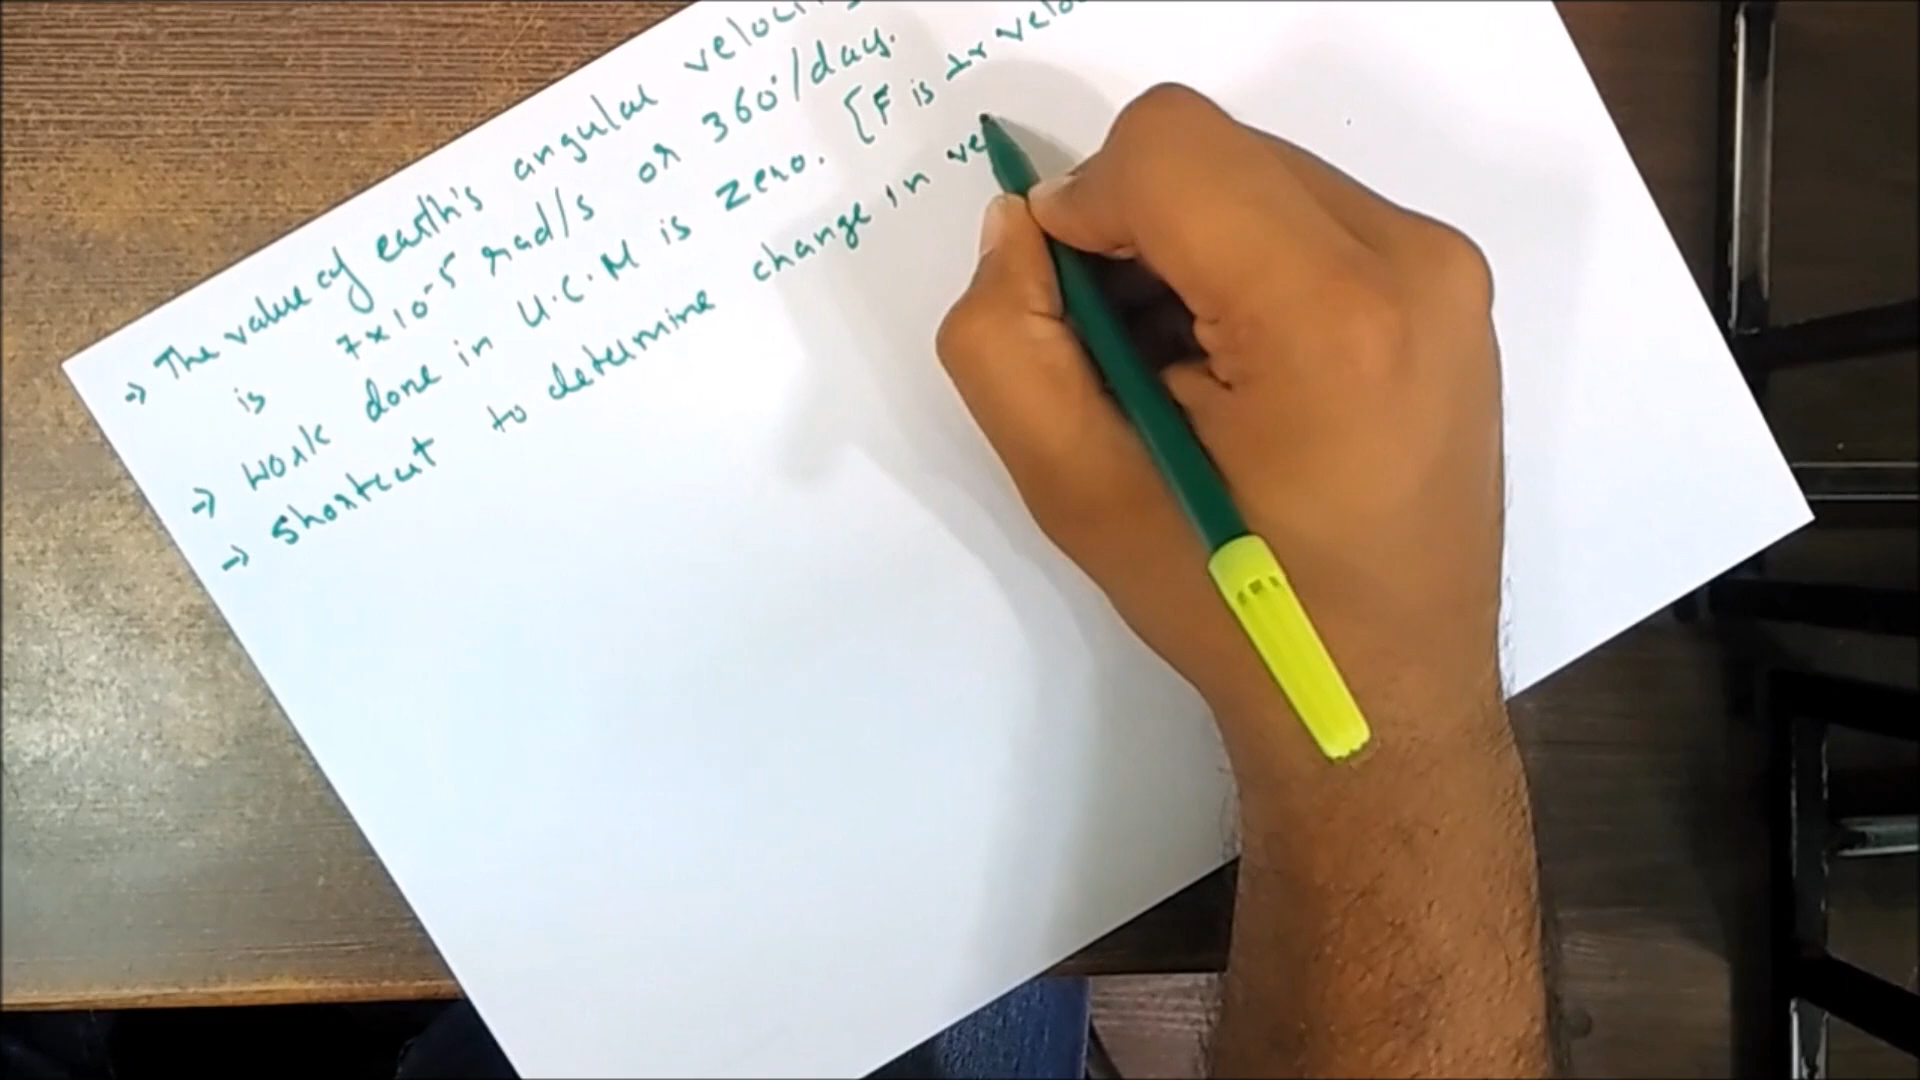 → The value of earth's angular velocity
is 7×10⁻⁵ rad/s or 360°/day.
→ Work done in U.C.M is zero. [F is ⊥r velo
→ Shortcut to determine change in ve